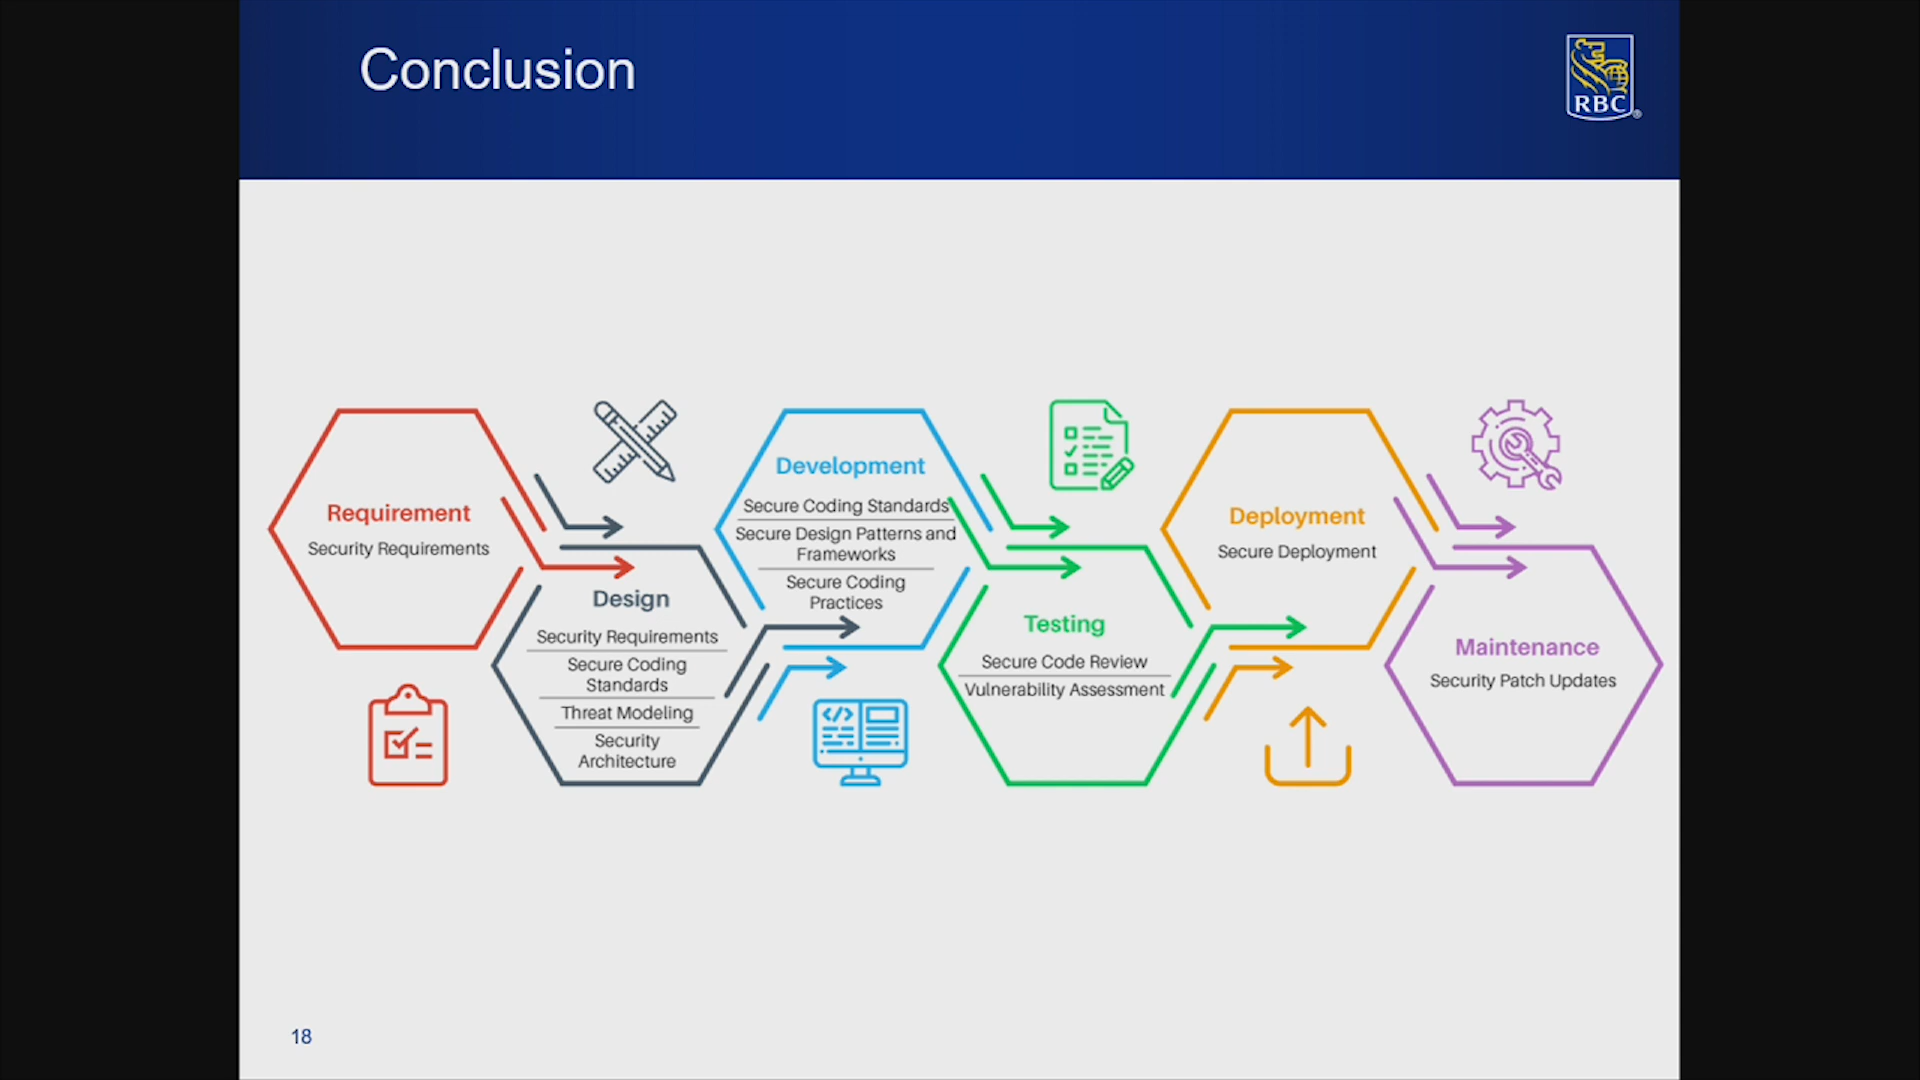 Conclusion
RBC
®
Requirement
Security Requirements
Design
Security Requirements
Secure Coding
Standards
Threat Modeling
Security
Architecture
Development
Secure Coding Standards
Secure Design Patterns and
Frameworks
Secure Coding
Practices
</>
Testing
Secure Code Review
Vulnerability Assessment
Deployment
Secure Deployment
Maintenance
Security Patch Updates
18